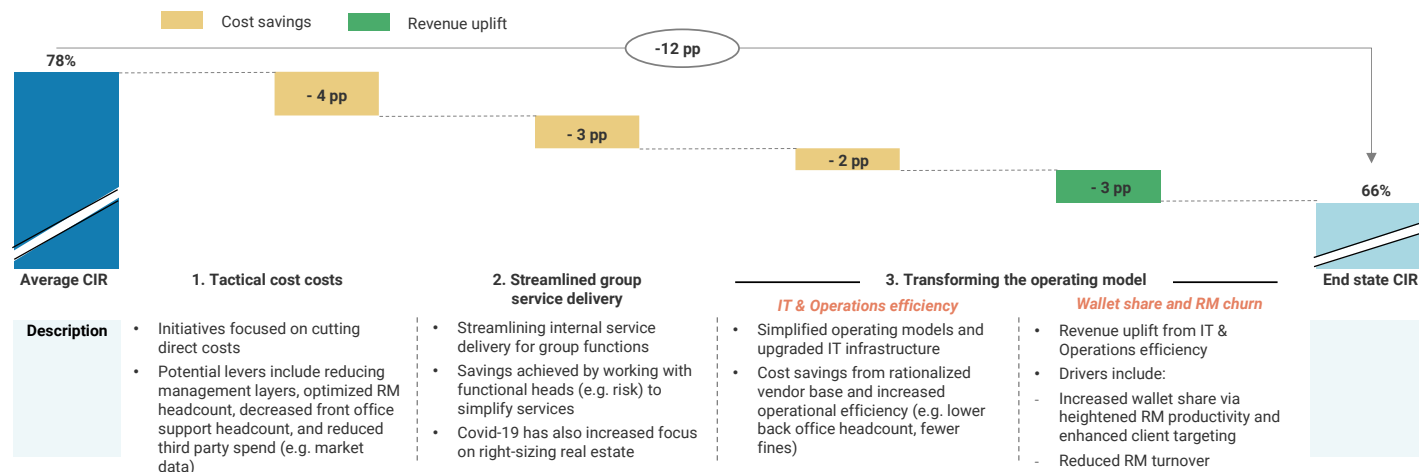 Cost savings
Revenue uplift
-12 pp
78%
- 4 pp
- 3 pp
- 2 pp
- 3 pp
66%
Average CIR
1. Tactical cost costs
2. Streamlined group
service delivery
3. Transforming the operating model
End state CIR
IT & Operations efficiency
Wallet share and RM churn
Description
• Initiatives focused on cutting
direct costs
• Potential levers include reducing
management layers, optimized RM
headcount, decreased front office
support headcount, and reduced
third party spend (e.g. market
data)
• Streamlining internal service
delivery for group functions
• Savings achieved by working with
functional heads (e.g. risk) to
simplify services
• Covid-19 has also increased focus
on right-sizing real estate
• Simplified operating models and
upgraded IT infrastructure
• Cost savings from rationalized
vendor base and increased
operational efficiency (e.g. lower
back office headcount, fewer
fines)
• Revenue uplift from IT &
Operations efficiency
• Drivers include:
- Increased wallet share via
heightened RM productivity and
enhanced client targeting
- Reduced RM turnover